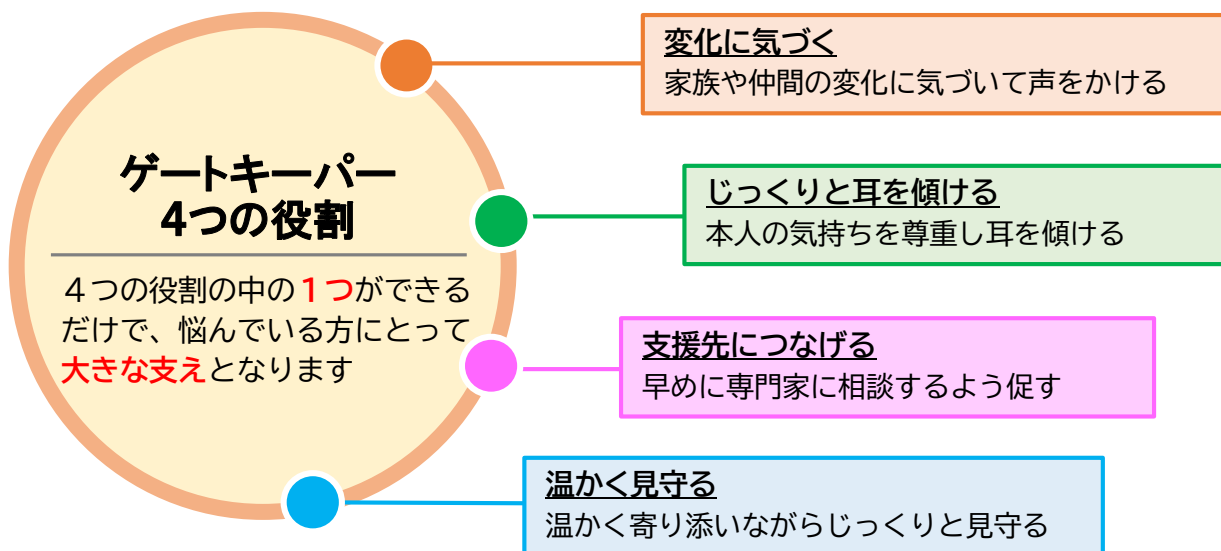 ゲートキーパー
4つの役割
４つの役割の中の１つができる
だけで、悩んでいる方にとって
大きな支えとなります
変化に気づく
家族や仲間の変化に気づいて声をかける
じっくりと耳を傾ける
本人の気持ちを尊重し耳を傾ける
支援先につなげる
早めに専門家に相談するよう促す
温かく見守る
温かく寄り添いながらじっくりと見守る